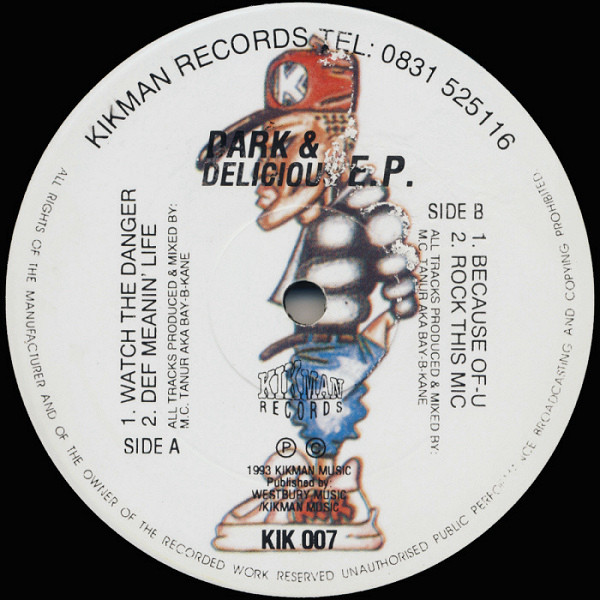 KIKMAN RECORDS TEL: 0831 525116
DARK &
DELICIOUS E.P.
SIDE B
1. BECAUSE OF-U
2. ROCK THIS MIC
ALL TRACKS PRODUCED & MIXED BY:
M.C. TANUR AKA BAY-B-KANE
1. WATCH THE DANGER
2. DEF MEANIN' LIFE
ALL TRACKS PRODUCED & MIXED BY:
M.C. TANUR AKA BAY-B-KANE
SIDE A
K
KIKMAN
RECORDS
P C
1993 KIKMAN MUSIC
Published by:
WESTBURY MUSIC
/KIKMAN MUSIC
KIK 007
ALL RIGHTS OF THE MANUFACTURER AND OF THE OWNER OF THE RECORDED WORK RESERVED UNAUTHORISED PUBLIC PERFORMANCE BROADCASTING AND COPYING PROHIBITED.